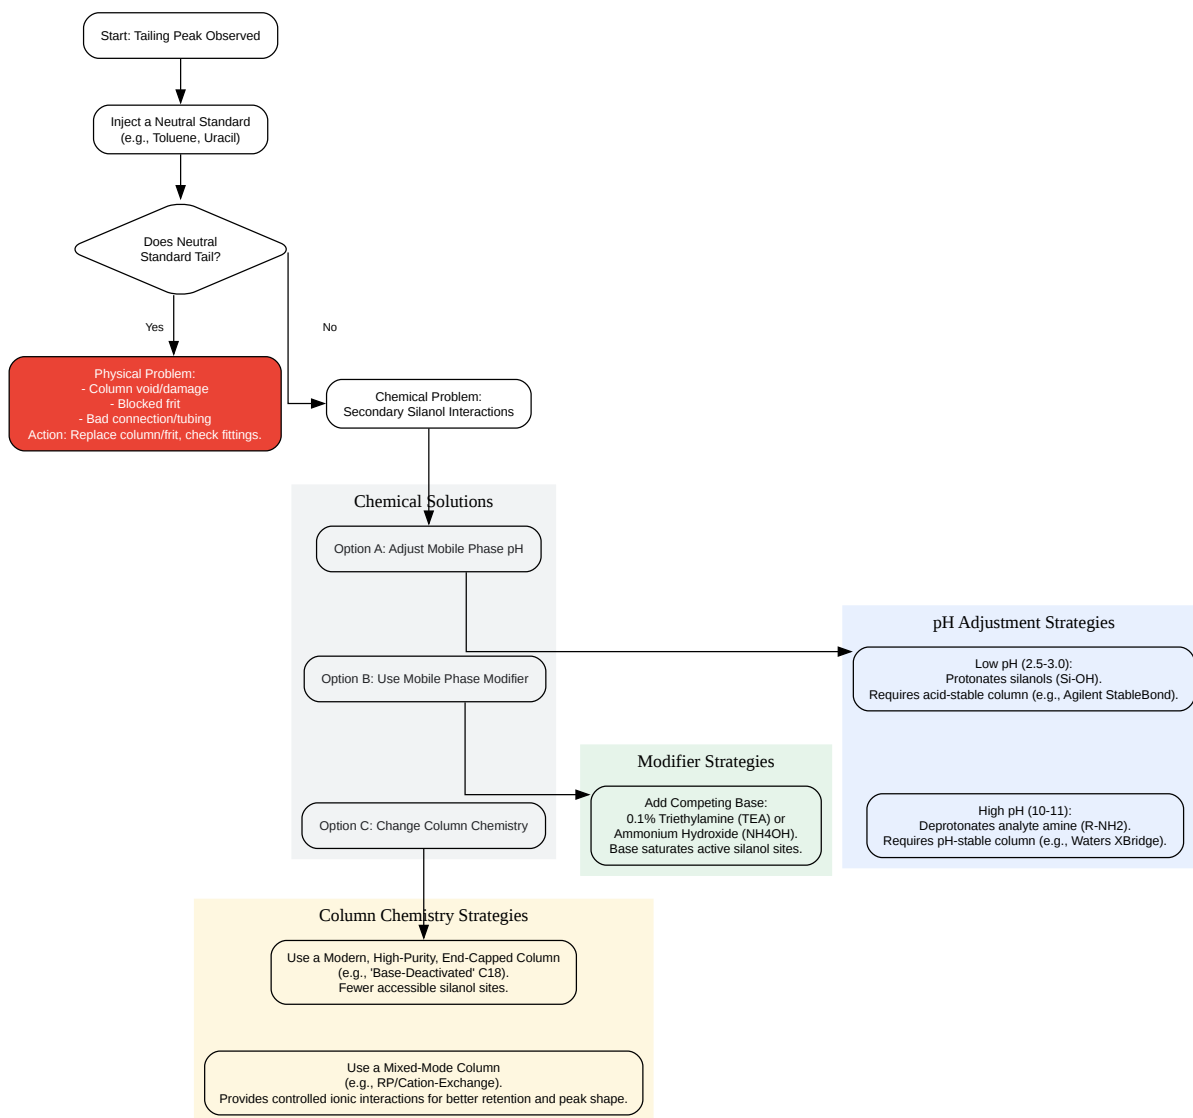 Start: Tailing Peak Observed
Inject a Neutral Standard
(e.g., Toluene, Uracil)
Does Neutral
Standard Tail?
Yes
No
Physical Problem:
- Column void/damage
- Blocked frit
- Bad connection/tubing
Action: Replace column/frit, check fittings.
Chemical Problem:
Secondary Silanol Interactions
Chemical Solutions
Option A: Adjust Mobile Phase pH
Option B: Use Mobile Phase Modifier
Option C: Change Column Chemistry
pH Adjustment Strategies
Low pH (2.5-3.0):
Protonates silanols (Si-OH).
Requires acid-stable column (e.g., Agilent StableBond).
High pH (10-11):
Deprotonates analyte amine (R-NH2).
Requires pH-stable column (e.g., Waters XBridge).
Modifier Strategies
Add Competing Base:
0.1% Triethylamine (TEA) or
Ammonium Hydroxide (NH4OH).
Base saturates active silanol sites.
Column Chemistry Strategies
Use a Modern, High-Purity, End-Capped Column
(e.g., 'Base-Deactivated' C18).
Fewer accessible silanol sites.
Use a Mixed-Mode Column
(e.g., RP/Cation-Exchange).
Provides controlled ionic interactions for better retention and peak shape.